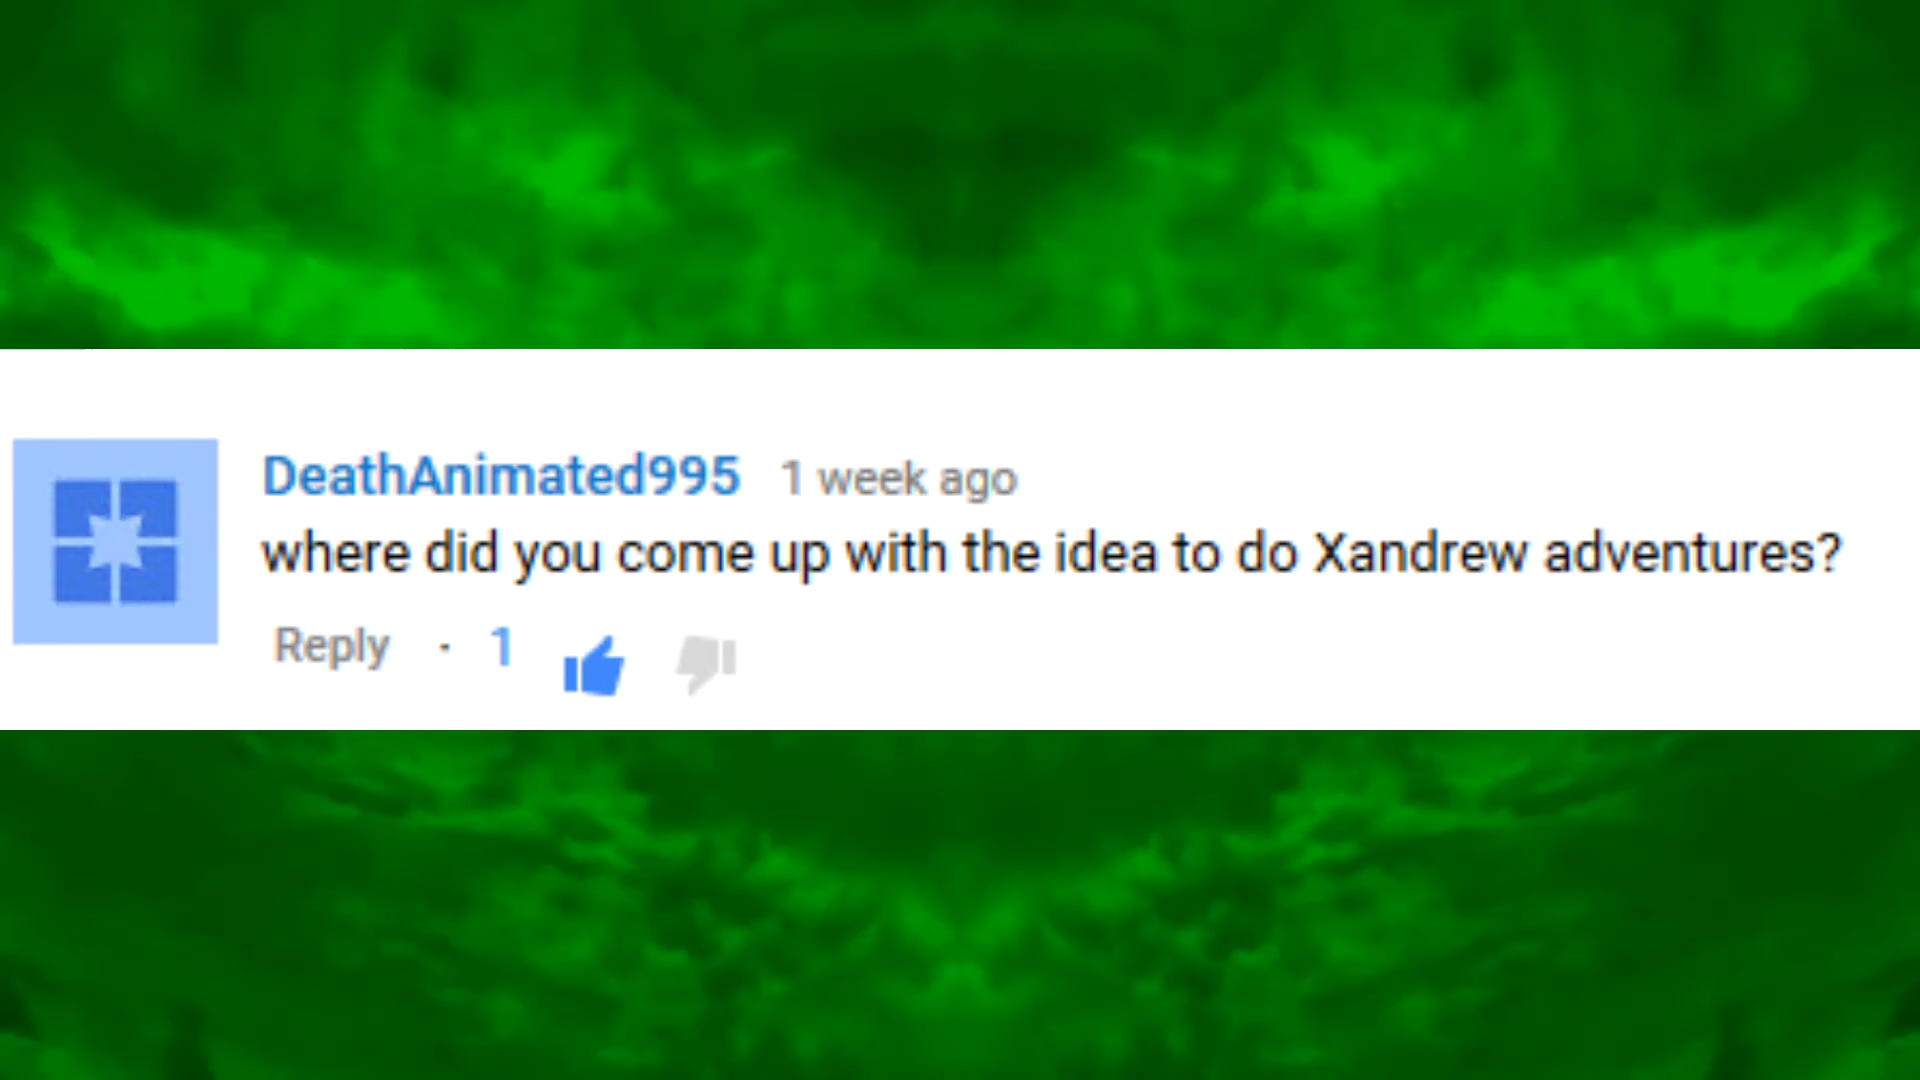 DeathAnimated995 1 week ago
where did you come up with the idea to do Xandrew adventures?
Reply · 1